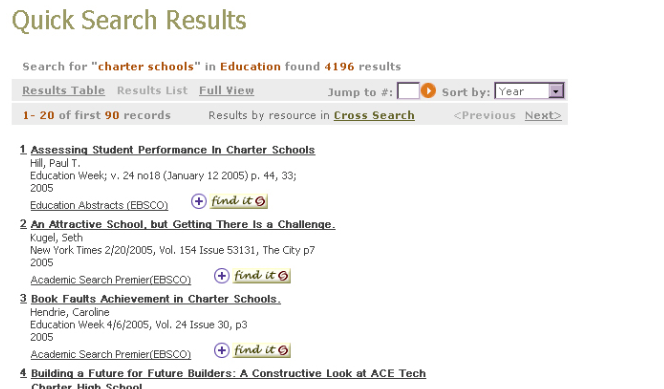 Quick Search Results
Search for "charter schools" in Education found 4196 results
Results Table Results List Full View Jump to #: Sort by: Year
1- 20 of first 90 records Results by resource in Cross Search <Previous Next>
1 Assessing Student Performance In Charter Schools
Hill, Paul T.
Education Week; v. 24 no18 (January 12 2005) p. 44, 33;
2005
Education Abstracts (EBSCO) find it
2 An Attractive School, but Getting There Is a Challenge.
Kugel, Seth
New York Times 2/20/2005, Vol. 154 Issue 53131, The City p7
2005
Academic Search Premier(EBSCO) find it
3 Book Faults Achievement in Charter Schools.
Hendrie, Caroline
Education Week 4/6/2005, Vol. 24 Issue 30, p3
2005
Academic Search Premier(EBSCO) find it
4 Building a Future for Future Builders: A Constructive Look at ACE Tech
Charter High School